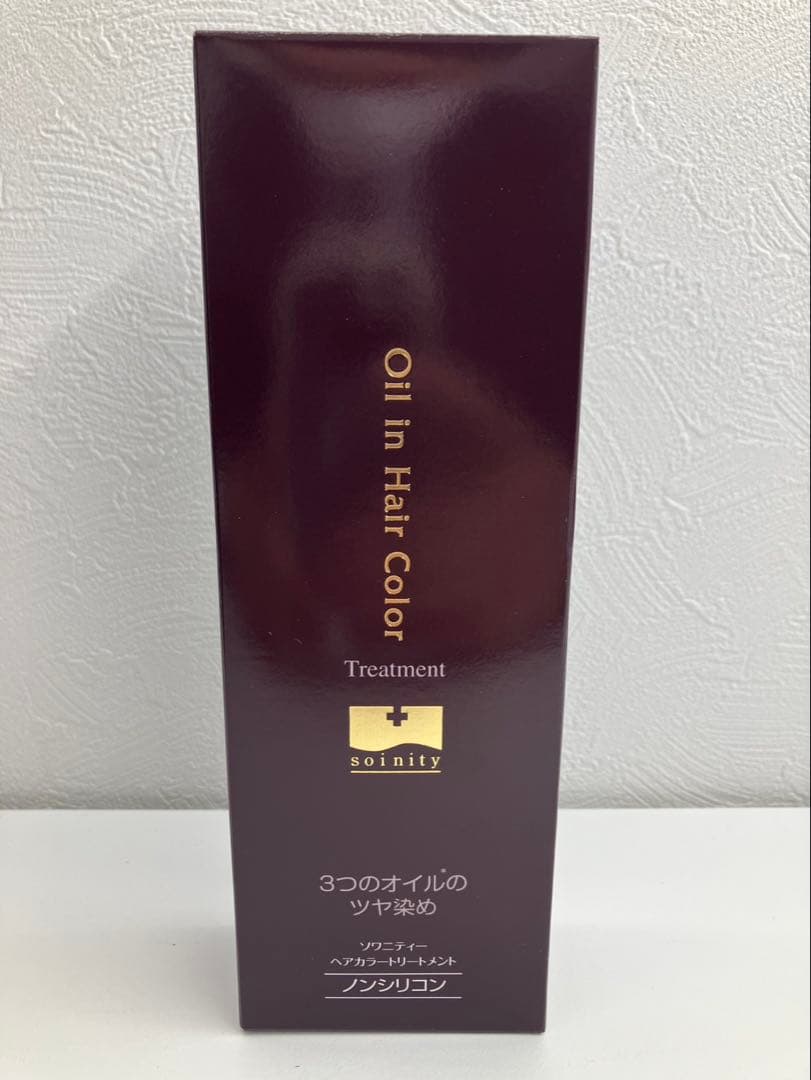 Oil in Hair Color
Treatment
soinity
3つのオイル*の
ツヤ染め
ソワニティー
ヘアカラートリートメント
ノンシリコン